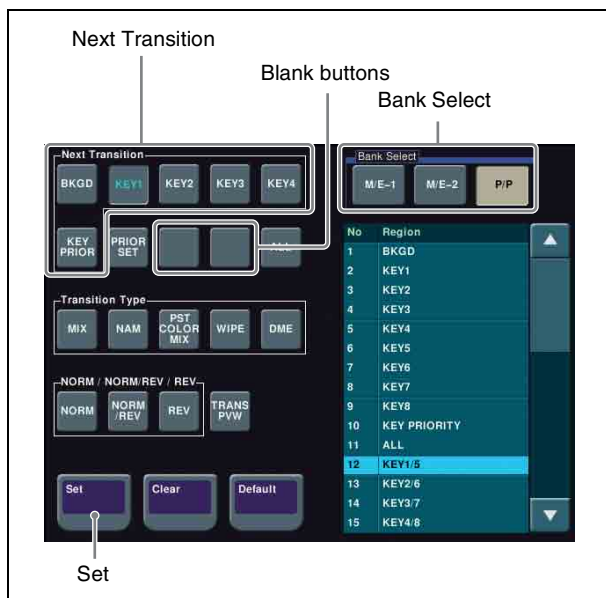 Next Transition
Blank buttons
Bank Select
Next Transition
BKGD KEY1 KEY2 KEY3 KEY4
KEY PRIOR PRIOR SET ALL
Transition Type
MIX NAM PST COLOR MIX WIPE DME
NORM / NORM/REV / REV
NORM NORM /REV REV TRANS PVW
Set Clear Default
Bank Select
M/E-1 M/E-2 P/P
No Region
1 BKGD
2 KEY1
3 KEY2
4 KEY3
5 KEY4
6 KEY5
7 KEY6
8 KEY7
9 KEY8
10 KEY PRIORITY
11 ALL
12 KEY1/5
13 KEY2/6
14 KEY3/7
15 KEY4/8
Set